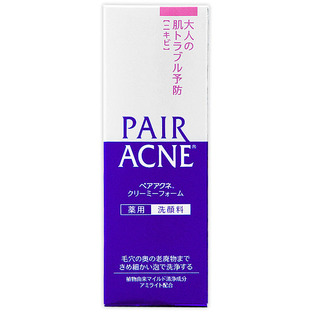 大人の
肌トラブル予防
【ニキビ】
PAIR
ACNE®
ペアアクネ®
クリーミーフォーム
薬用 洗顔料
毛穴の奥の老廃物まで
きめ細かい泡で洗浄する
植物由来マイルド洗浄成分
アミライト配合